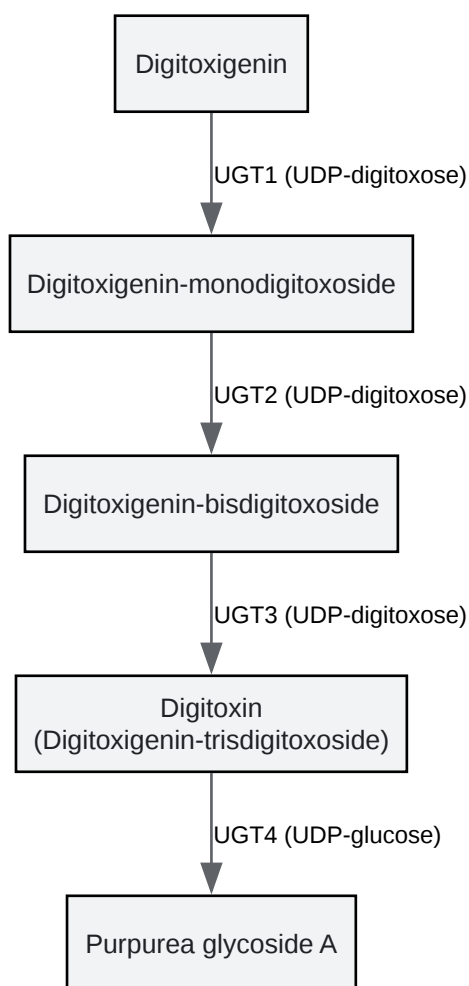 Digitoxigenin
UGT1 (UDP-digitoxose)
Digitoxigenin-monodigitoxoside
UGT2 (UDP-digitoxose)
Digitoxigenin-bisdigitoxoside
UGT3 (UDP-digitoxose)
Digitoxin
(Digitoxigenin-trisdigitoxoside)
UGT4 (UDP-glucose)
Purpurea glycoside A